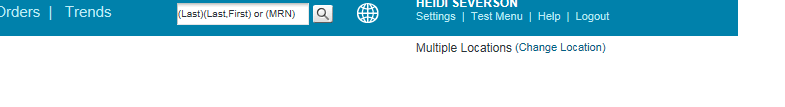 Orders | Trends
(Last)(Last,First) or (MRN)
HEIDI SEVERSON
Settings | Test Menu | Help | Logout
Multiple Locations (Change Location)